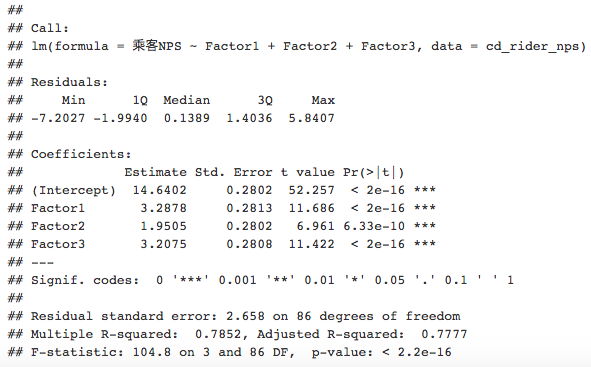 ##
## Call:
## lm(formula = 乘客NPS ~ Factor1 + Factor2 + Factor3, data = cd_rider_nps)
##
## Residuals:
##     Min      1Q  Median      3Q     Max
## -7.2027 -1.9940  0.1389  1.4036  5.8407
##
## Coefficients:
##             Estimate Std. Error t value Pr(>|t|)
## (Intercept)  14.6402     0.2802  52.257  < 2e-16 ***
## Factor1       3.2878     0.2813  11.686  < 2e-16 ***
## Factor2       1.9505     0.2802   6.961 6.33e-10 ***
## Factor3       3.2075     0.2808  11.422  < 2e-16 ***
## ---
## Signif. codes:  0 '***' 0.001 '**' 0.01 '*' 0.05 '.' 0.1 ' ' 1
##
## Residual standard error: 2.658 on 86 degrees of freedom
## Multiple R-squared:  0.7852, Adjusted R-squared:  0.7777
## F-statistic: 104.8 on 3 and 86 DF,  p-value: < 2.2e-16